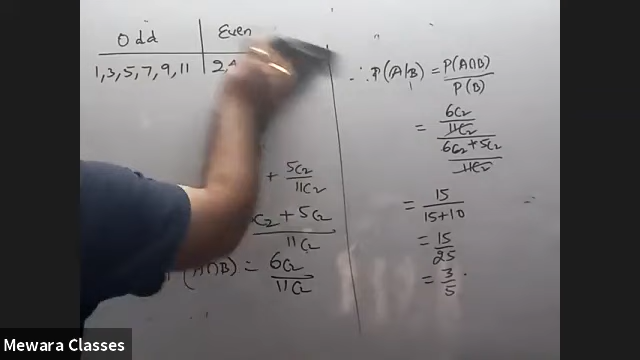 Odd Even
1,3,5,7,9,11 2,
+ 5C2/11C2
C2 + 5C2 / 11C2
(A∩B) = 6C2/11C2
∴ P(A/B) = P(A∩B)/P(B)
= 6C2/11C2 / 6C2+5C2/11C2
= 15/15+10
= 15/25
= 3/5
Mewara Classes